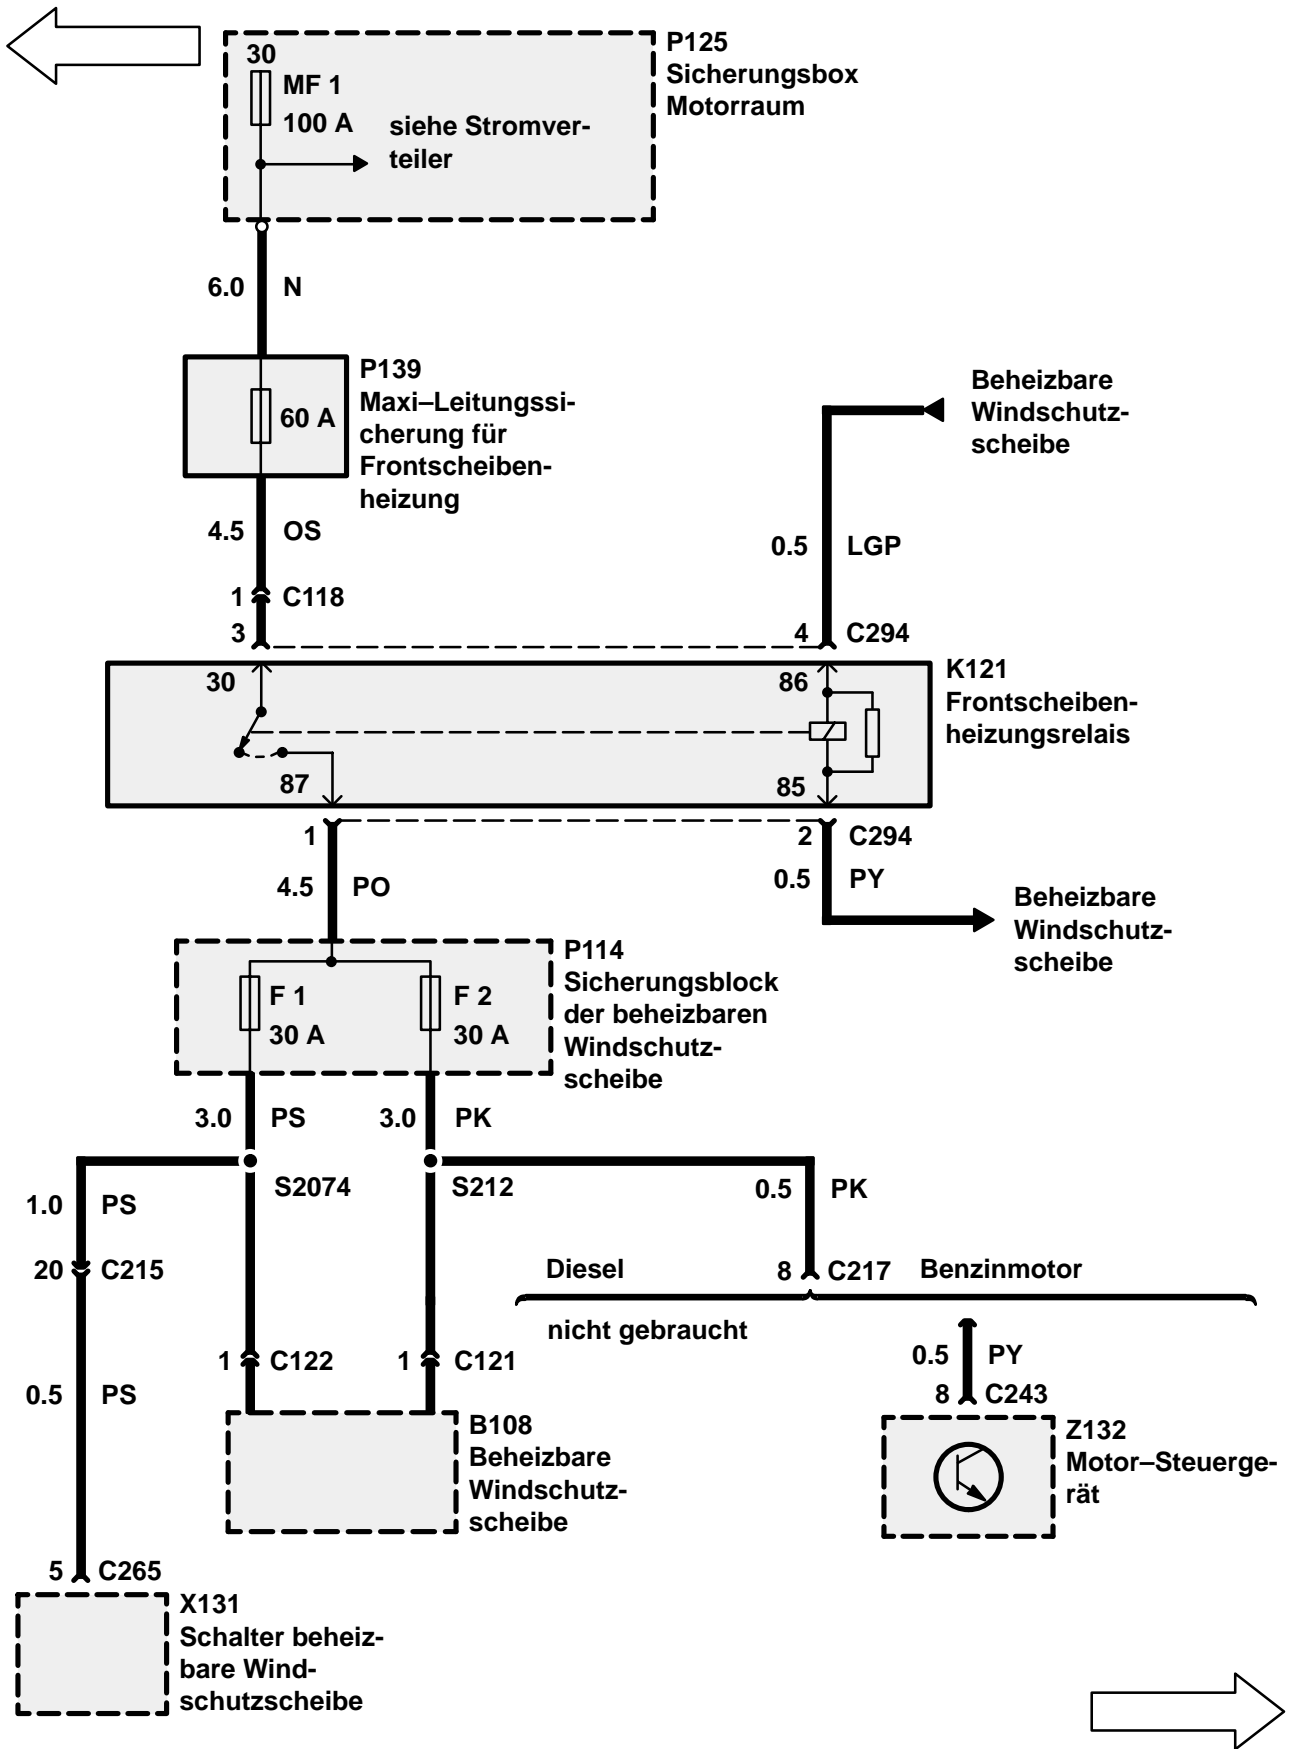 30
MF 1
100 A
siehe Stromver-
teiler
P125
Sicherungsbox
Motorraum
6.0 N
P139
Maxi–Leitungssi-
cherung für
Frontscheiben-
heizung
60 A
Beheizbare
Windschutz-
scheibe
4.5 OS
0.5 LGP
1 C118
3
4 C294
30
86
K121
Frontscheiben-
heizungsrelais
87
85
1
2 C294
4.5 PO
0.5 PY
Beheizbare
Windschutz-
scheibe
P114
Sicherungsblock
der beheizbaren
Windschutz-
scheibe
F 1
30 A
F 2
30 A
3.0 PS
3.0 PK
S2074
S212
1.0 PS
0.5 PK
20 C215
Diesel
8 C217
Benzinmotor
nicht gebraucht
1 C122
1 C121
0.5 PY
0.5 PS
8 C243
B108
Beheizbare
Windschutz-
scheibe
Z132
Motor–Steuerge-
rät
5 C265
X131
Schalter beheiz-
bare Wind-
schutzscheibe